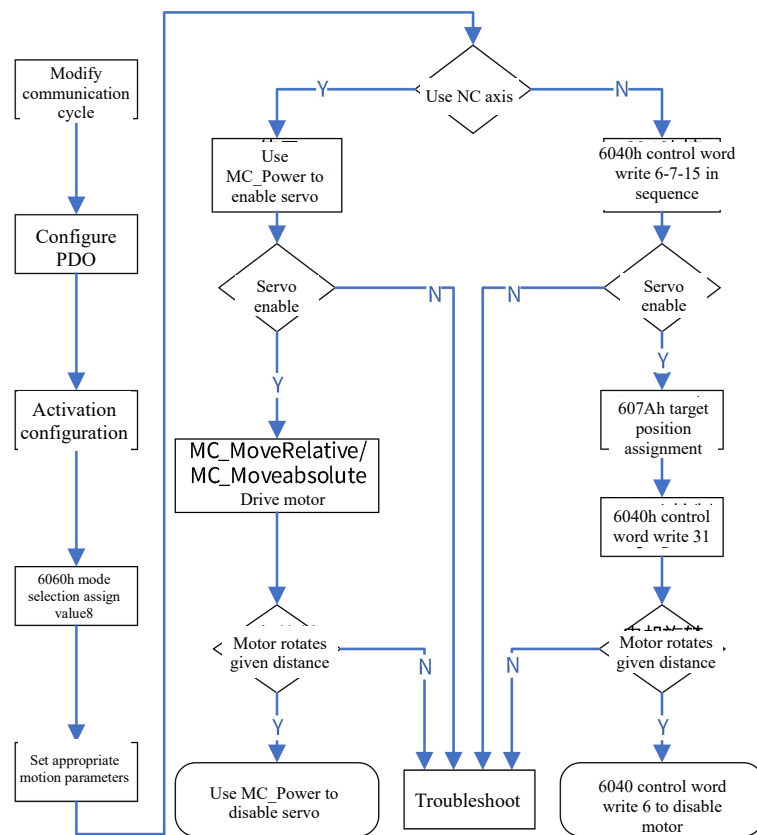 Modify
communication
cycle
Configure
PDO
Activation
configuration
6060h mode
selection assign
value8
Set appropriate
motion parameters
Use NC axis
Y
N
Use
MC_Power to
enable servo
Servo
enable
N
Y
MC_MoveRelative/
MC_Moveabsolute
Drive motor
Motor rotates
given distance
N
Y
Use MC_Power to
disable servo
6040h control word
write 6-7-15 in
sequence
Servo
enable
N
Y
607Ah target
position
assignment
6040h control
word write 31
Motor rotates
given distance
N
Y
6040 control word
write 6 to disable
motor
Troubleshoot